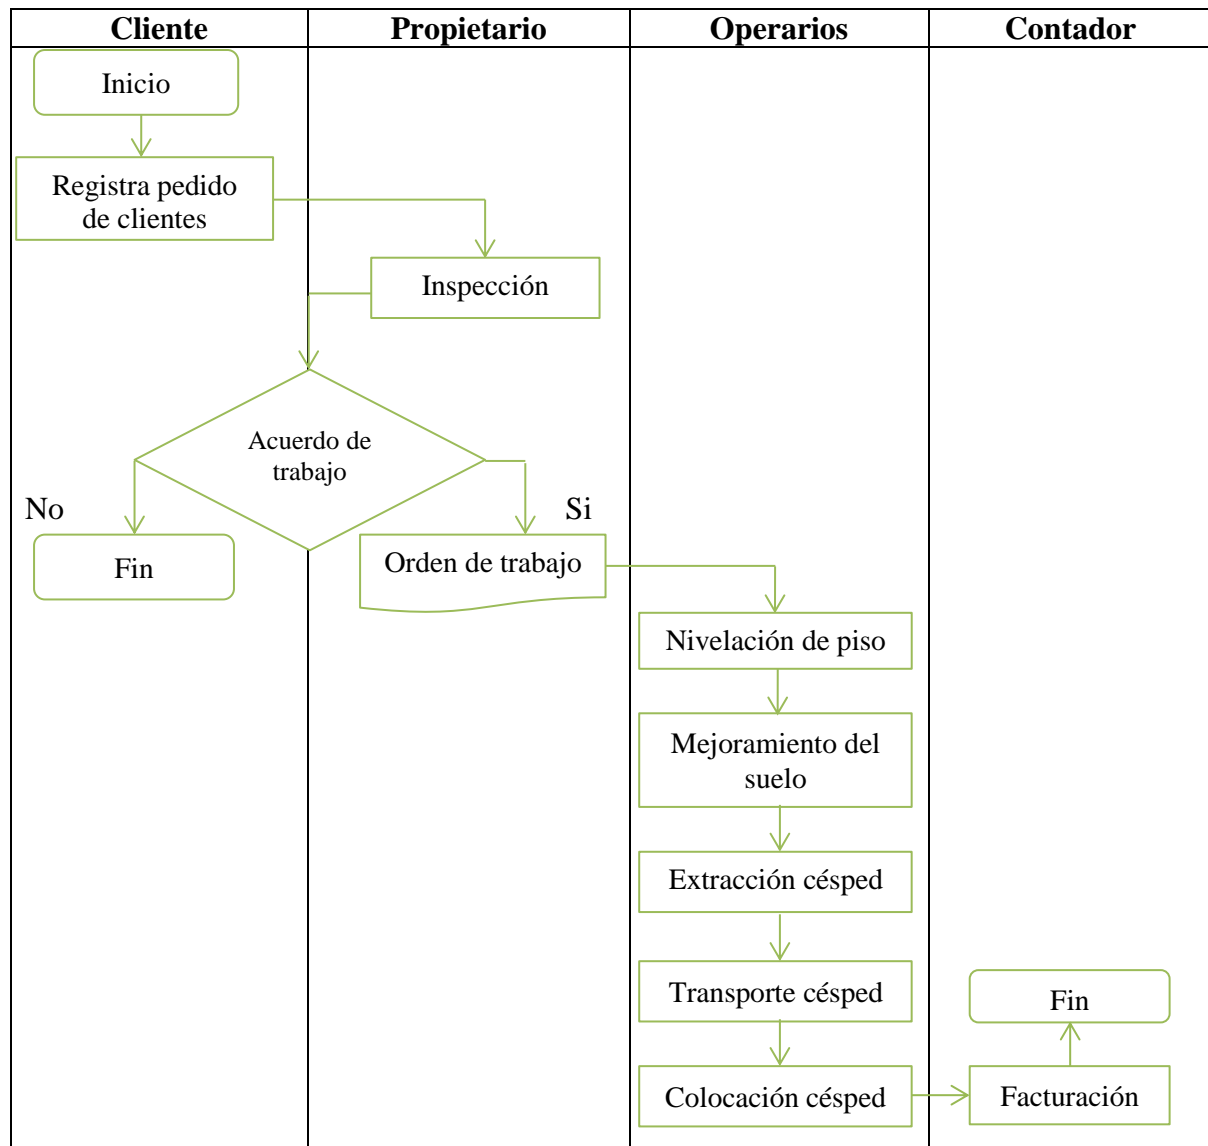 Cliente
Propietario
Operarios
Contador
Inicio
Registra pedido
de clientes
Inspección
Acuerdo de
trabajo
No
Si
Fin
Orden de trabajo
Nivelación de piso
Mejoramiento del
suelo
Extracción césped
Transporte césped
Fin
Colocación césped
Facturación